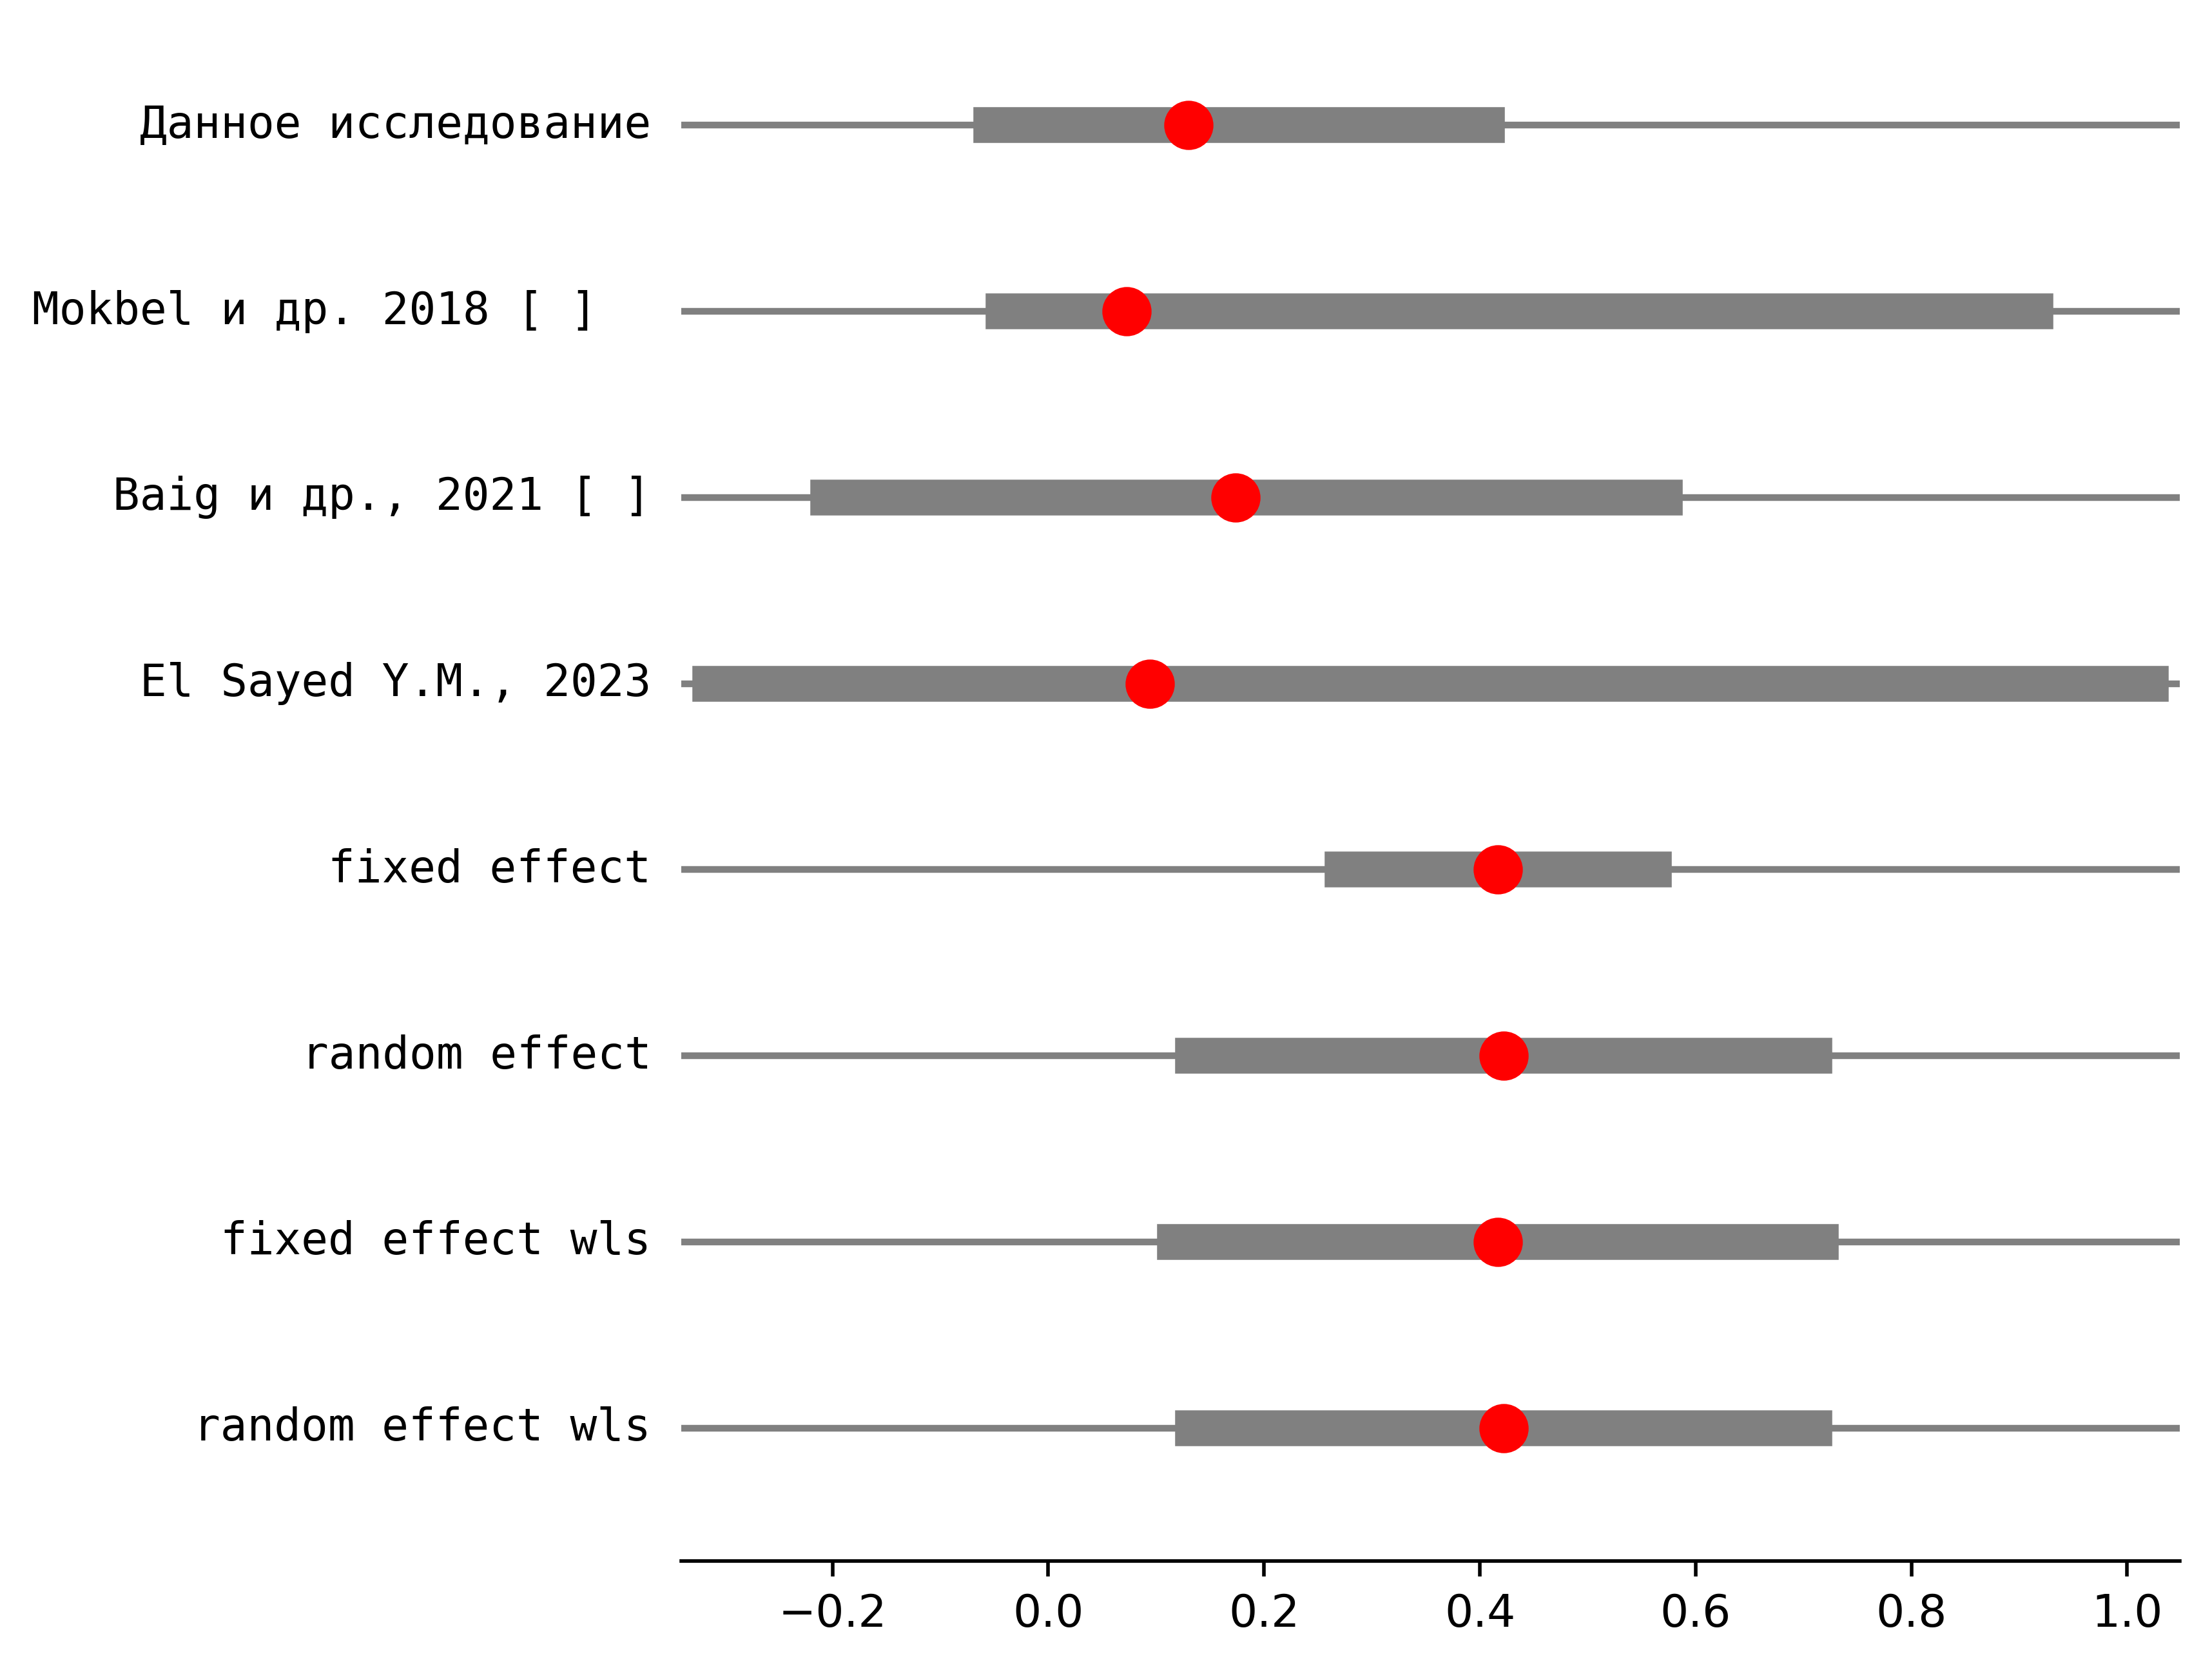 Данное исследование
Mokbel и др. 2018 [ ]
Baig и др., 2021 [ ]
El Sayed Y.M., 2023
fixed effect
random effect
fixed effect wls
random effect wls
−0.2 0.0 0.2 0.4 0.6 0.8 1.0